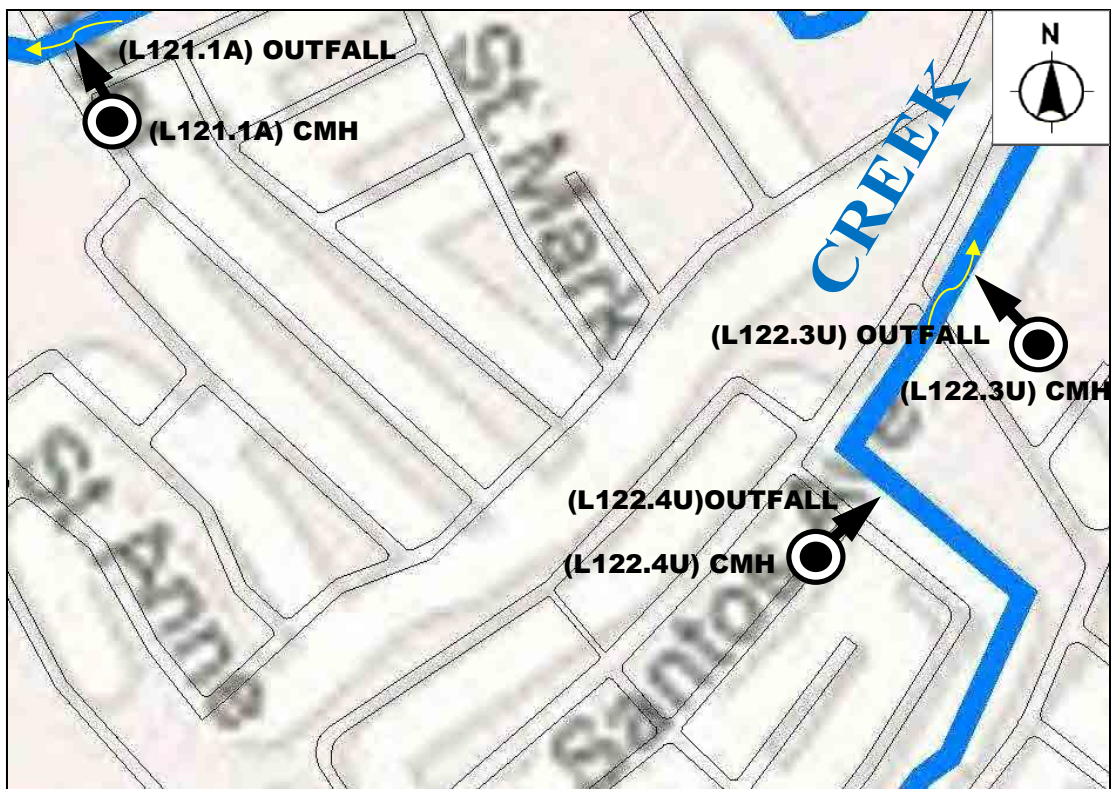 N
(L121.1A) OUTFALL
(L121.1A) CMH
St. Mark
CREEK
(L122.3U) OUTFALL
(L122.3U) CMH
St. Anne
(L122.4U)OUTFALL
(L122.4U) CMH